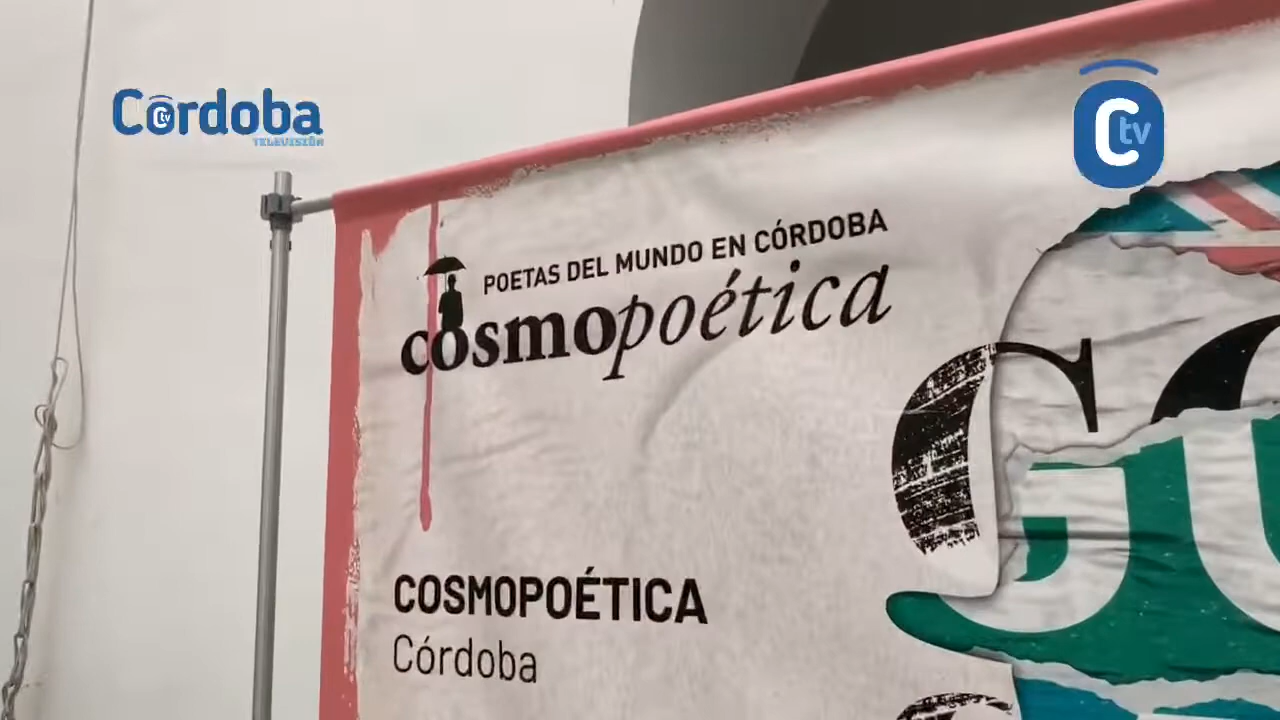 Córdoba
TELEVISIÓN
C tv
POETAS DEL MUNDO EN CÓRDOBA
cosmopoética
COSMOPOÉTICA
Córdoba